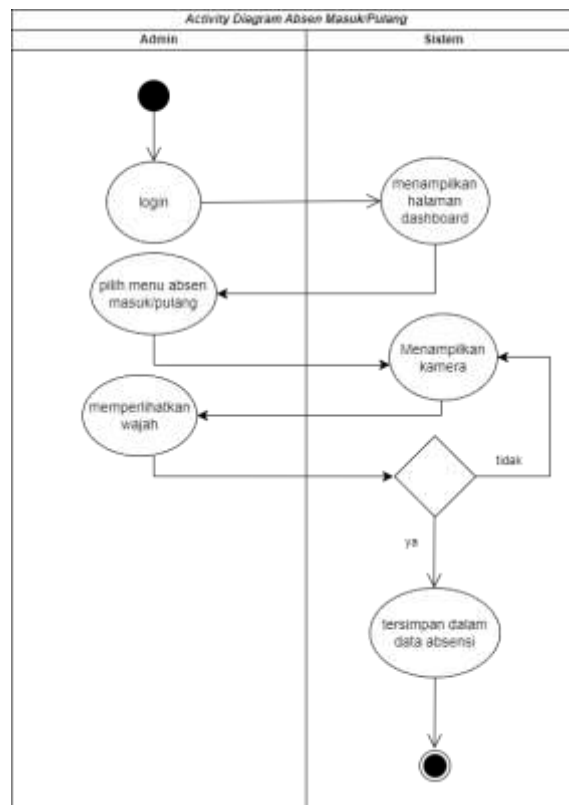 Activity Diagram Absen Masuk/Pulang
Admin
Sistem
login
menampilkan
halaman
dashboard
pilih menu absen
masuk/pulang
Menampilkan
kamera
memperlihatkan
wajah
tidak
ya
tersimpan dalam
data absensi